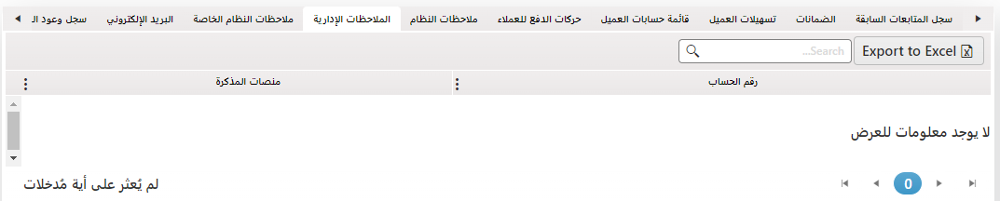 سجل المتابعات السابقة الضمانات تسهيلات العميل قائمة حسابات العميل حركات الدفع للعملاء ملاحظات النظام الملاحظات الإدارية ملاحظات النظام الخاصة البريد الإلكتروني سجل وعود ال
Export to Excel Search...
رقم الحساب منصات المذكرة
لا يوجد معلومات للعرض
0 لم يُعثر على أية مُدخلات